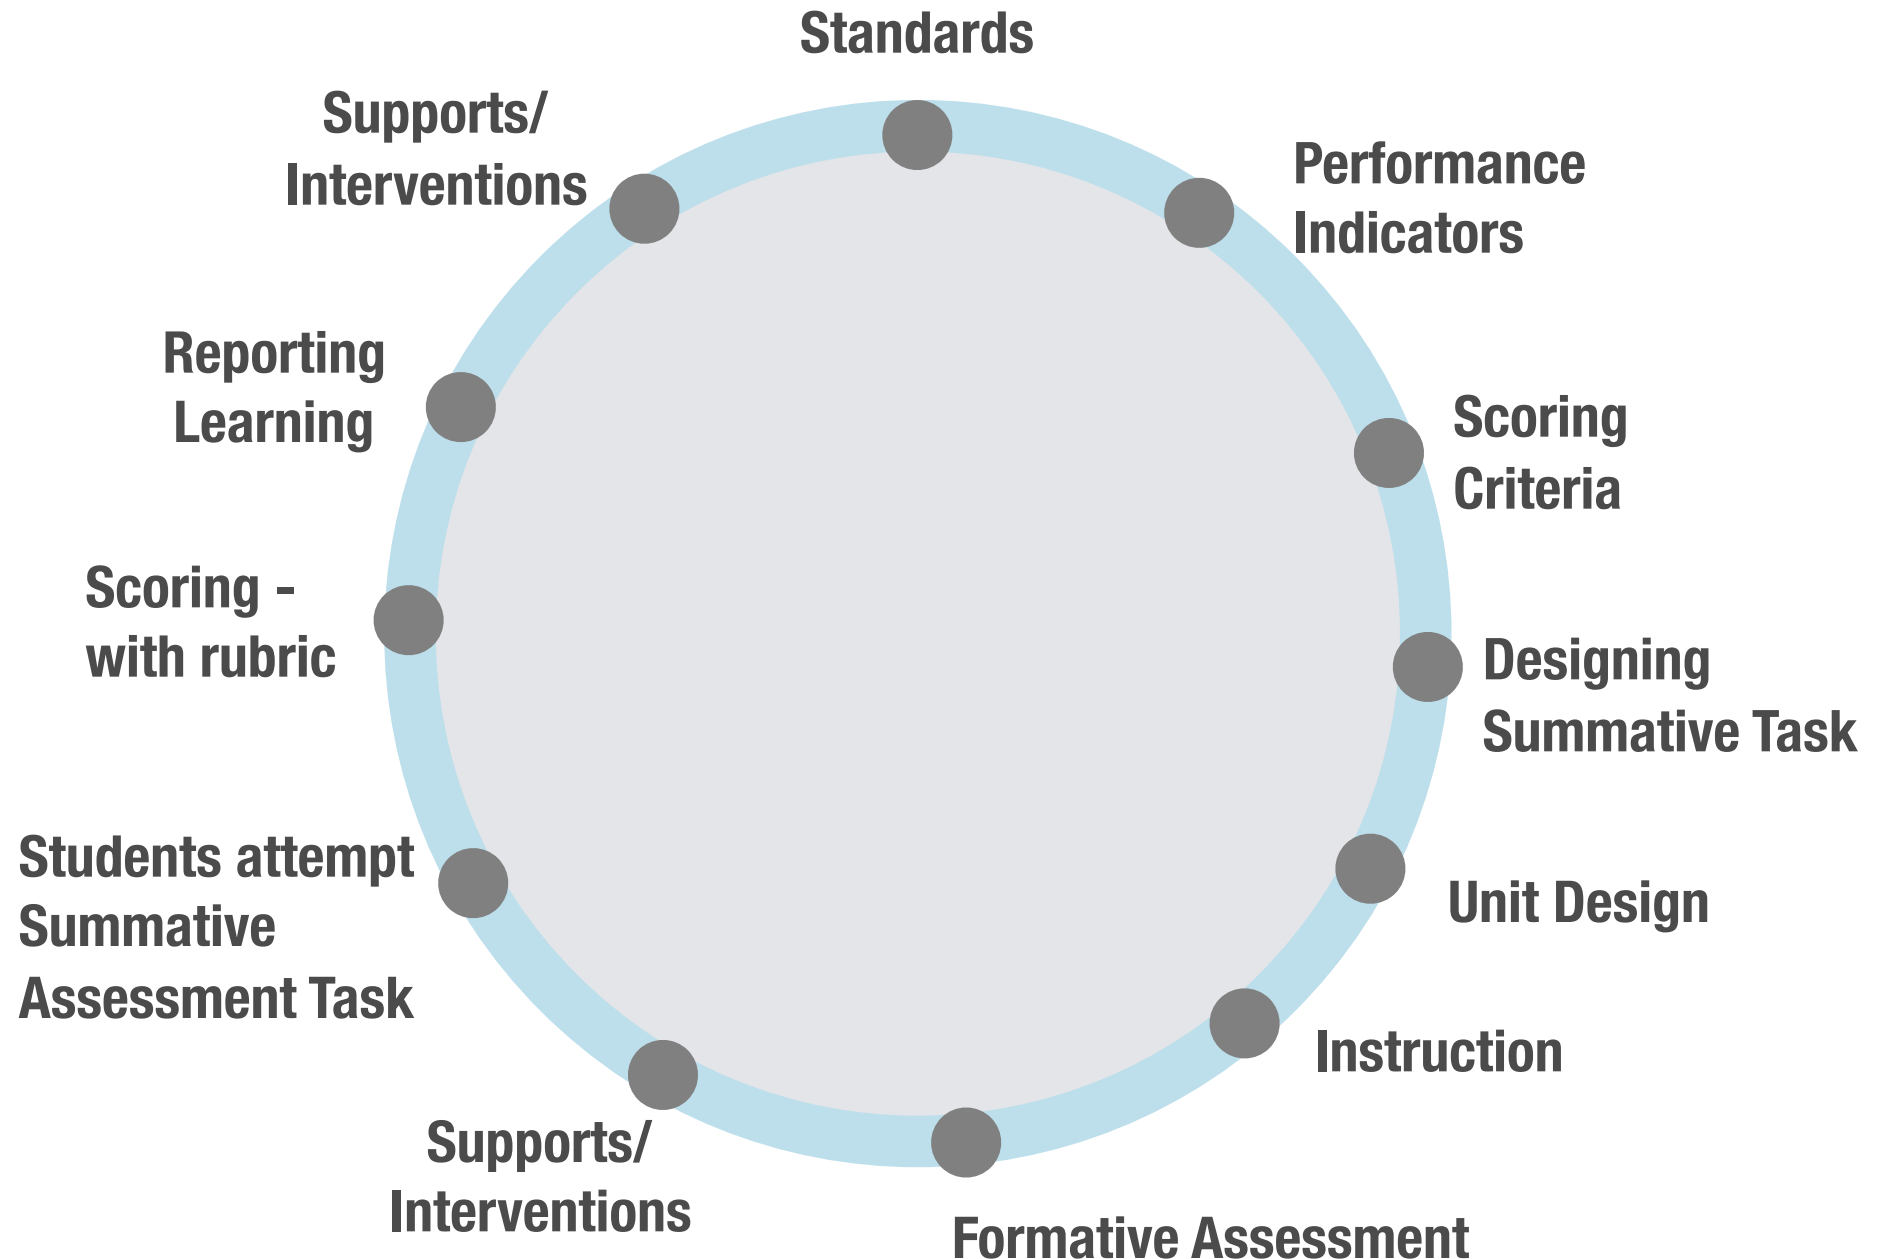 Standards
Performance
Indicators
Scoring
Criteria
Designing
Summative Task
Unit Design
Instruction
Formative Assessment
Supports/
Interventions
Students attempt
Summative
Assessment Task
Scoring -
with rubric
Reporting
Learning
Supports/
Interventions